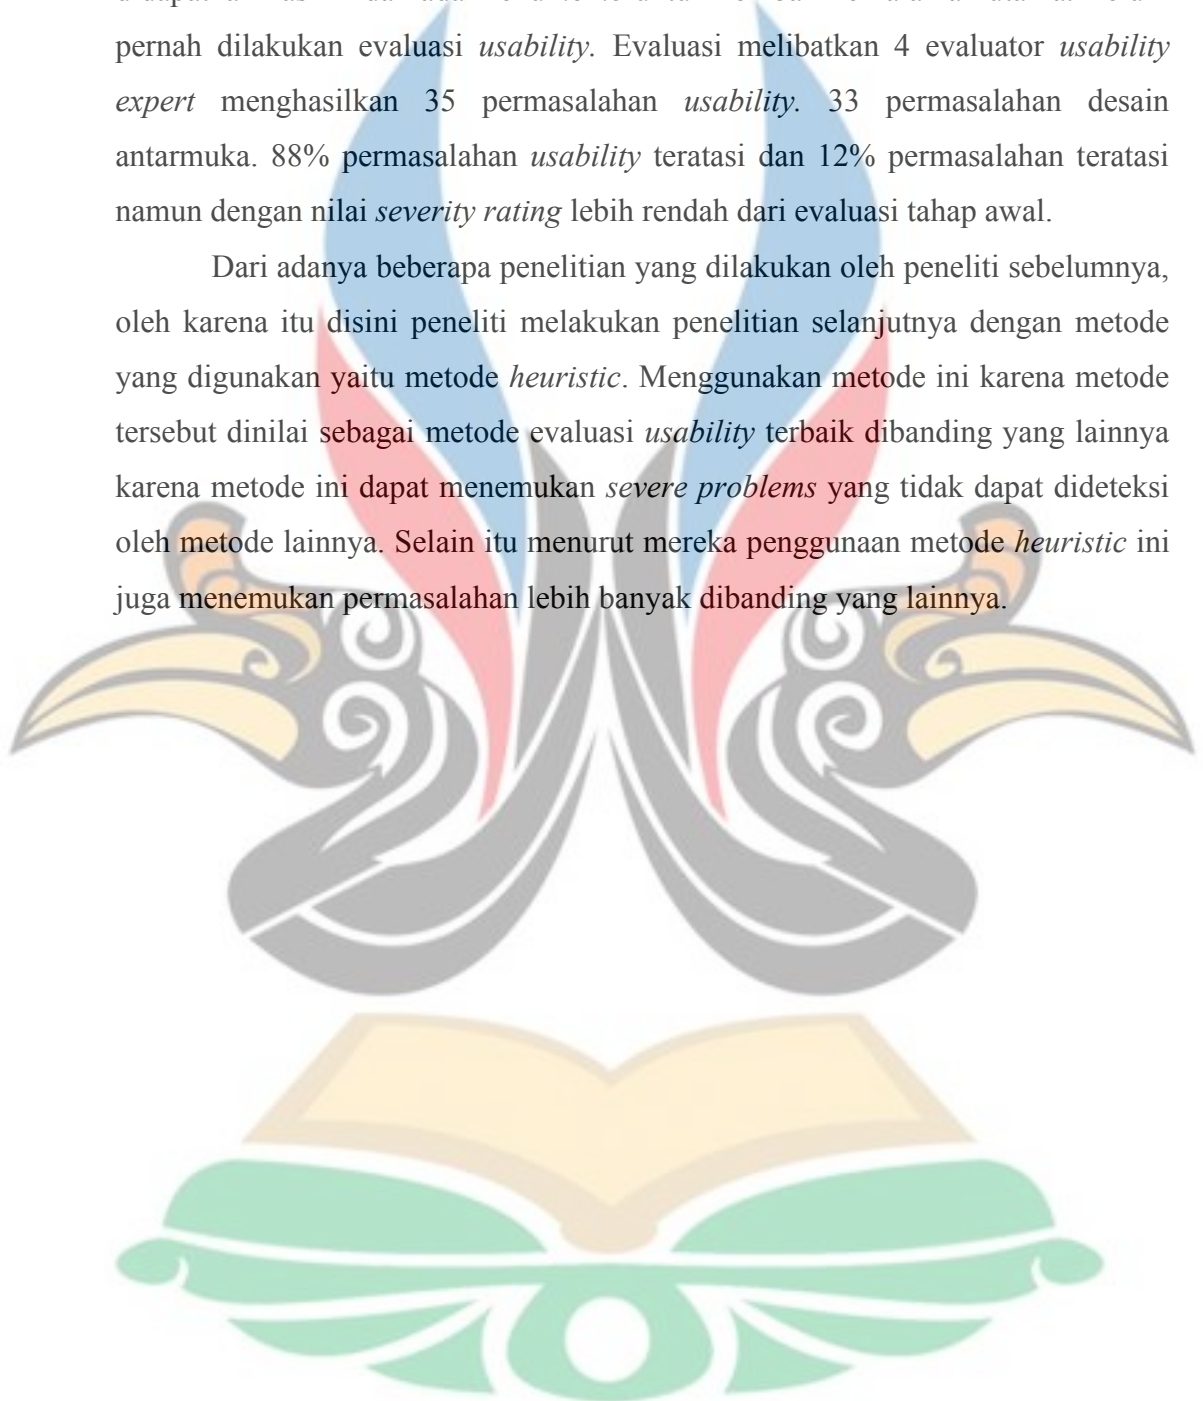 pernah dilakukan evaluasi usability. Evaluasi melibatkan 4 evaluator usability
expert menghasilkan 35 permasalahan usability. 33 permasalahan desain
antarmuka. 88% permasalahan usability teratasi dan 12% permasalahan teratasi
namun dengan nilai severity rating lebih rendah dari evaluasi tahap awal.
Dari adanya beberapa penelitian yang dilakukan oleh peneliti sebelumnya,
oleh karena itu disini peneliti melakukan penelitian selanjutnya dengan metode
yang digunakan yaitu metode heuristic. Menggunakan metode ini karena metode
tersebut dinilai sebagai metode evaluasi usability terbaik dibanding yang lainnya
karena metode ini dapat menemukan severe problems yang tidak dapat dideteksi
oleh metode lainnya. Selain itu menurut mereka penggunaan metode heuristic ini
juga menemukan permasalahan lebih banyak dibanding yang lainnya.